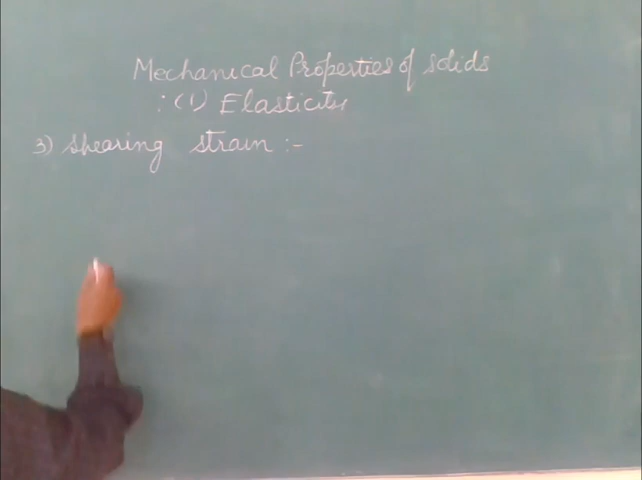 Mechanical Properties of solids
:(1) Elasticity
3) Shearing strain :-